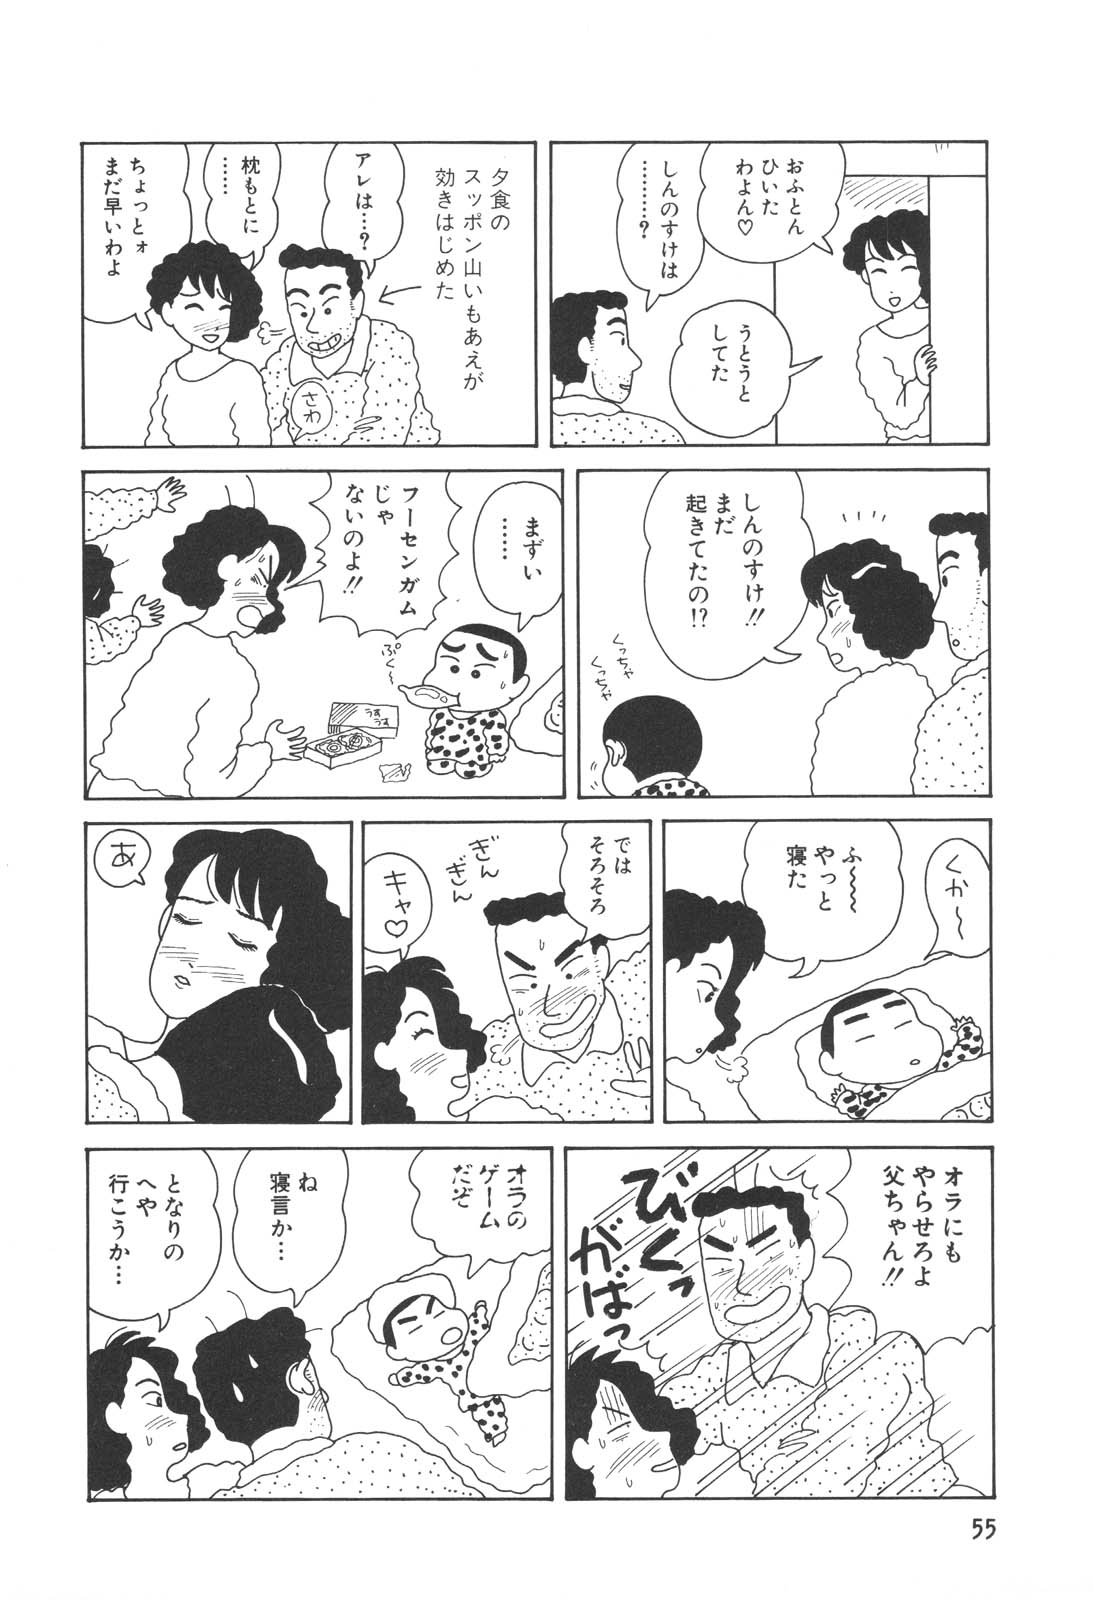 おふとん
ひいた
わよん♡
しんのすけは
………?
うとうと
してた
夕食の
スッポン山いもあえが
効きはじめた
アレは…?
枕もとに
……
ちょっとォ
まだ早いわよ
さわ
しんのすけ!!
まだ
起きてたの!?
くっちゃ
くっちゃ
まずい
……
フーセンガム
じゃ
ないのよ!!
ぷく~
うす
うす
くか~
ふ~~~
やっと
寝た
では
そろそろ
ぎん
ぎん
キャ♡
あ
オラにも
やらせろよ
父ちゃん!!
びくっ
がばっ
オラの
ゲーム
だぞ
ね
寝言か…
となりの
へや
行こうか…
55